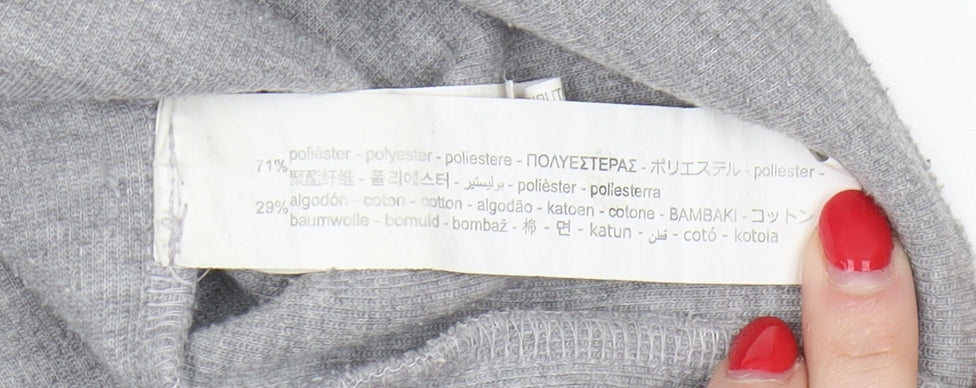 71% poliéster - polyester - poliestere - ΠΟΛΥΕΣΤΕΡΑΣ - ポリエステル - poliester -
聚酯纤维 - 폴리에스터 - برليستير - polièster - poliesterra
29% algodón - coton - cotton - algodão - katoen - cotone - BAMBAKI - コットン
baumwolle - bomuld - bombaž - 棉 - 면 - katun - قطن - cotó - kotoia